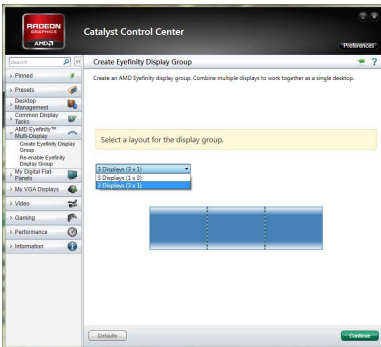 RADEON
GRAPHICS
AMD
Catalyst Control Center
Preferences
Search
Pinned
Presets
Desktop
Management
Common Display
Tasks
AMD Eyefinity™
Multi-Display
Create Eyefinity Display
Group
Re-enable Eyefinity
Display Group
My Digital Flat-
Panels
My VGA Displays
Video
Gaming
Performance
Information
Create Eyefinity Display Group
Create an AMD Eyefinity display group. Combine multiple displays to work together as a single desktop.
Select a layout for the display group.
3 Displays (3 x 1)
3 Displays (1 x 3)
3 Displays (3 x 1)
Defaults
Continue